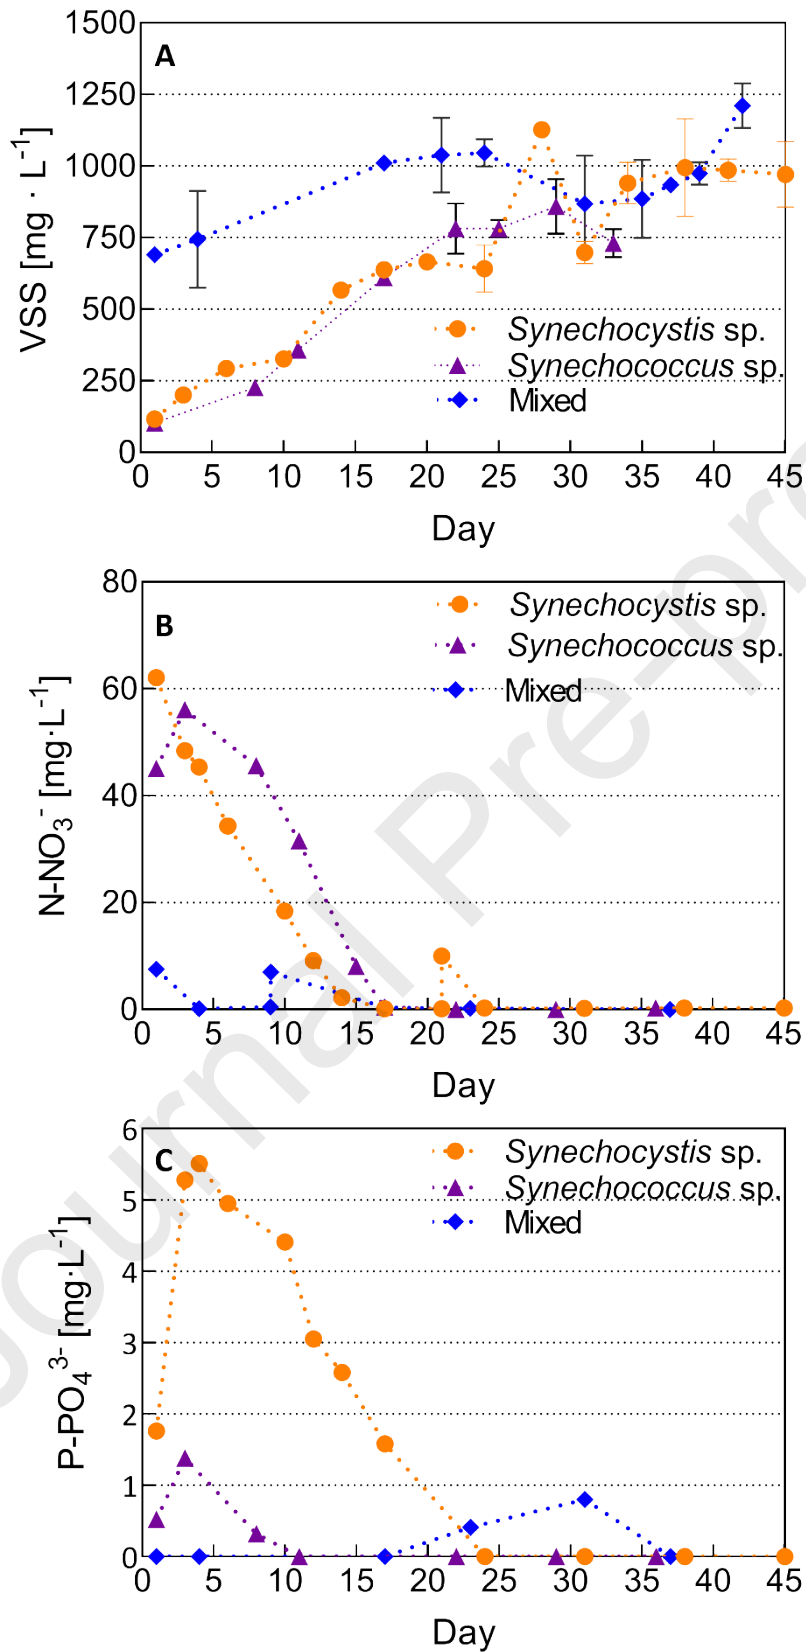 A
VSS [mg · L⁻¹]
1500
1250
1000
750
500
250
0
Synechocystis sp.
Synechococcus sp.
Mixed
0 5 10 15 20 25 30 35 40 45
Day
B
N-NO₃⁻ [mg·L⁻¹]
80
60
40
20
0
Synechocystis sp.
Synechococcus sp.
Mixed
0 5 10 15 20 25 30 35 40 45
Day
C
P-PO₄³⁻ [mg·L⁻¹]
6
5
4
3
2
1
0
Synechocystis sp.
Synechococcus sp.
Mixed
0 5 10 15 20 25 30 35 40 45
Day
Journal Pre-pro